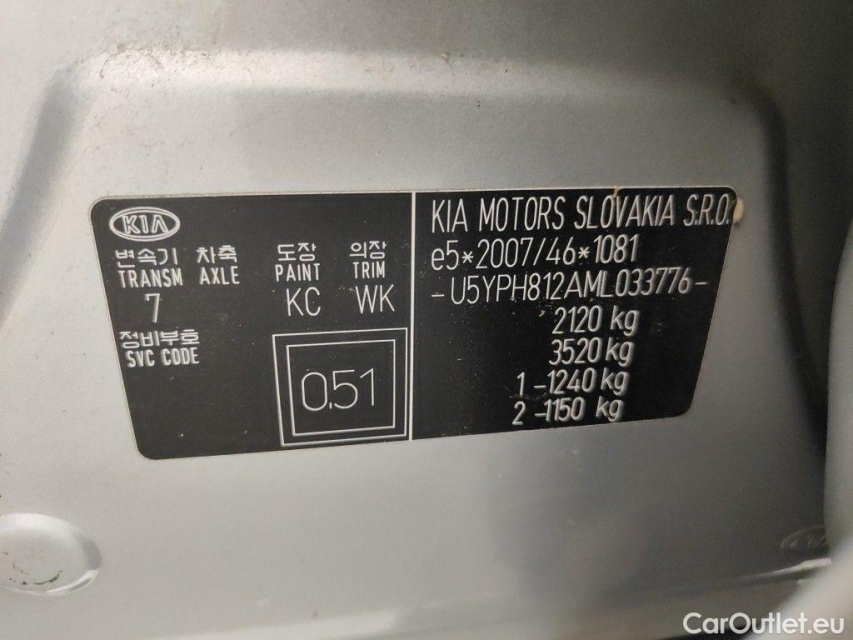 KIA
변속기 차축 도장 의장
TRANSM AXLE PAINT TRIM
7 KC WK
정비부호
SVC CODE
0.51
KIA MOTORS SLOVAKIA S.R.O.
e5*2007/46*1081
-U5YPH812AML033776-
2120 kg
3520 kg
1 -1240 kg
2 -1150 kg
CarOutlet.eu